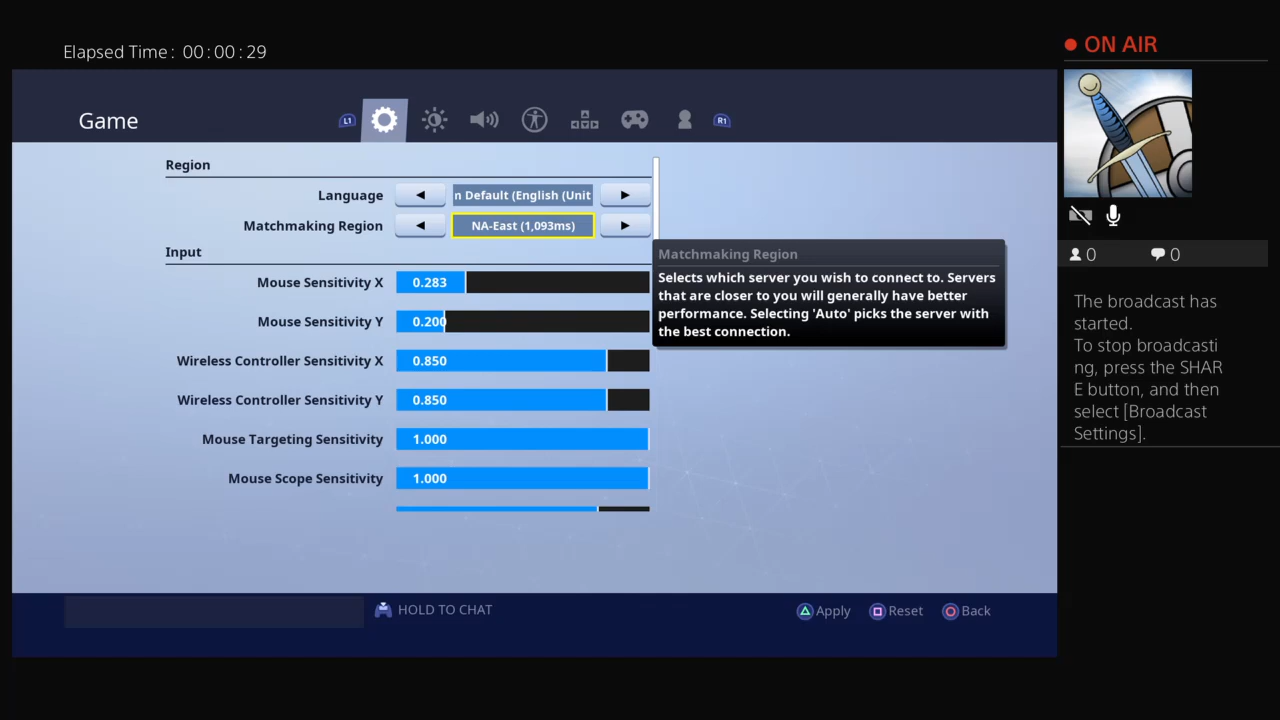 Elapsed Time: 00:00:29
ON AIR
Game
L1
R1
Region
Language
n Default (English (Unit
Matchmaking Region
NA-East (1,093ms)
Input
Mouse Sensitivity X
0.283
Mouse Sensitivity Y
0.200
Wireless Controller Sensitivity X
0.850
Wireless Controller Sensitivity Y
0.850
Mouse Targeting Sensitivity
1.000
Mouse Scope Sensitivity
1.000
Matchmaking Region
Selects which server you wish to connect to. Servers
that are closer to you will generally have better
performance. Selecting 'Auto' picks the server with
the best connection.
0
0
The broadcast has
started.
To stop broadcasti
ng, press the SHAR
E button, and then
select [Broadcast
Settings].
HOLD TO CHAT
Apply
Reset
Back